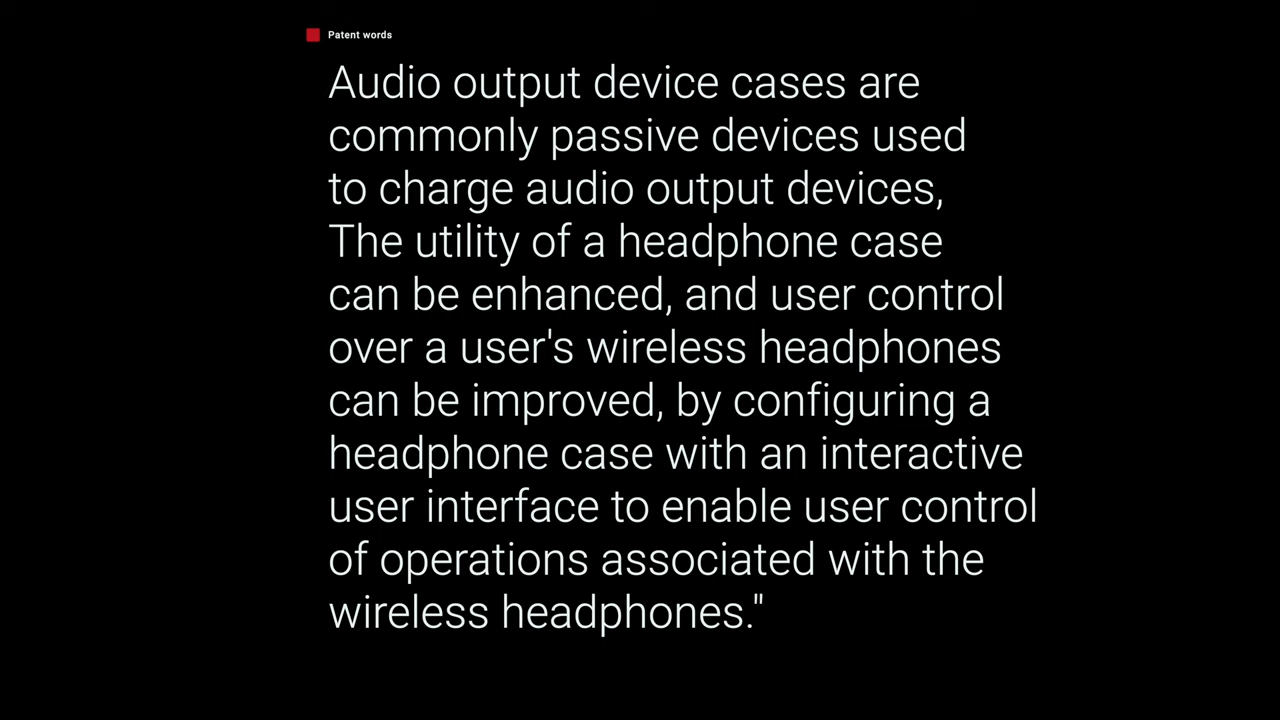 Patent words
Audio output device cases are
commonly passive devices used
to charge audio output devices,
The utility of a headphone case
can be enhanced, and user control
over a user's wireless headphones
can be improved, by configuring a
headphone case with an interactive
user interface to enable user control
of operations associated with the
wireless headphones."